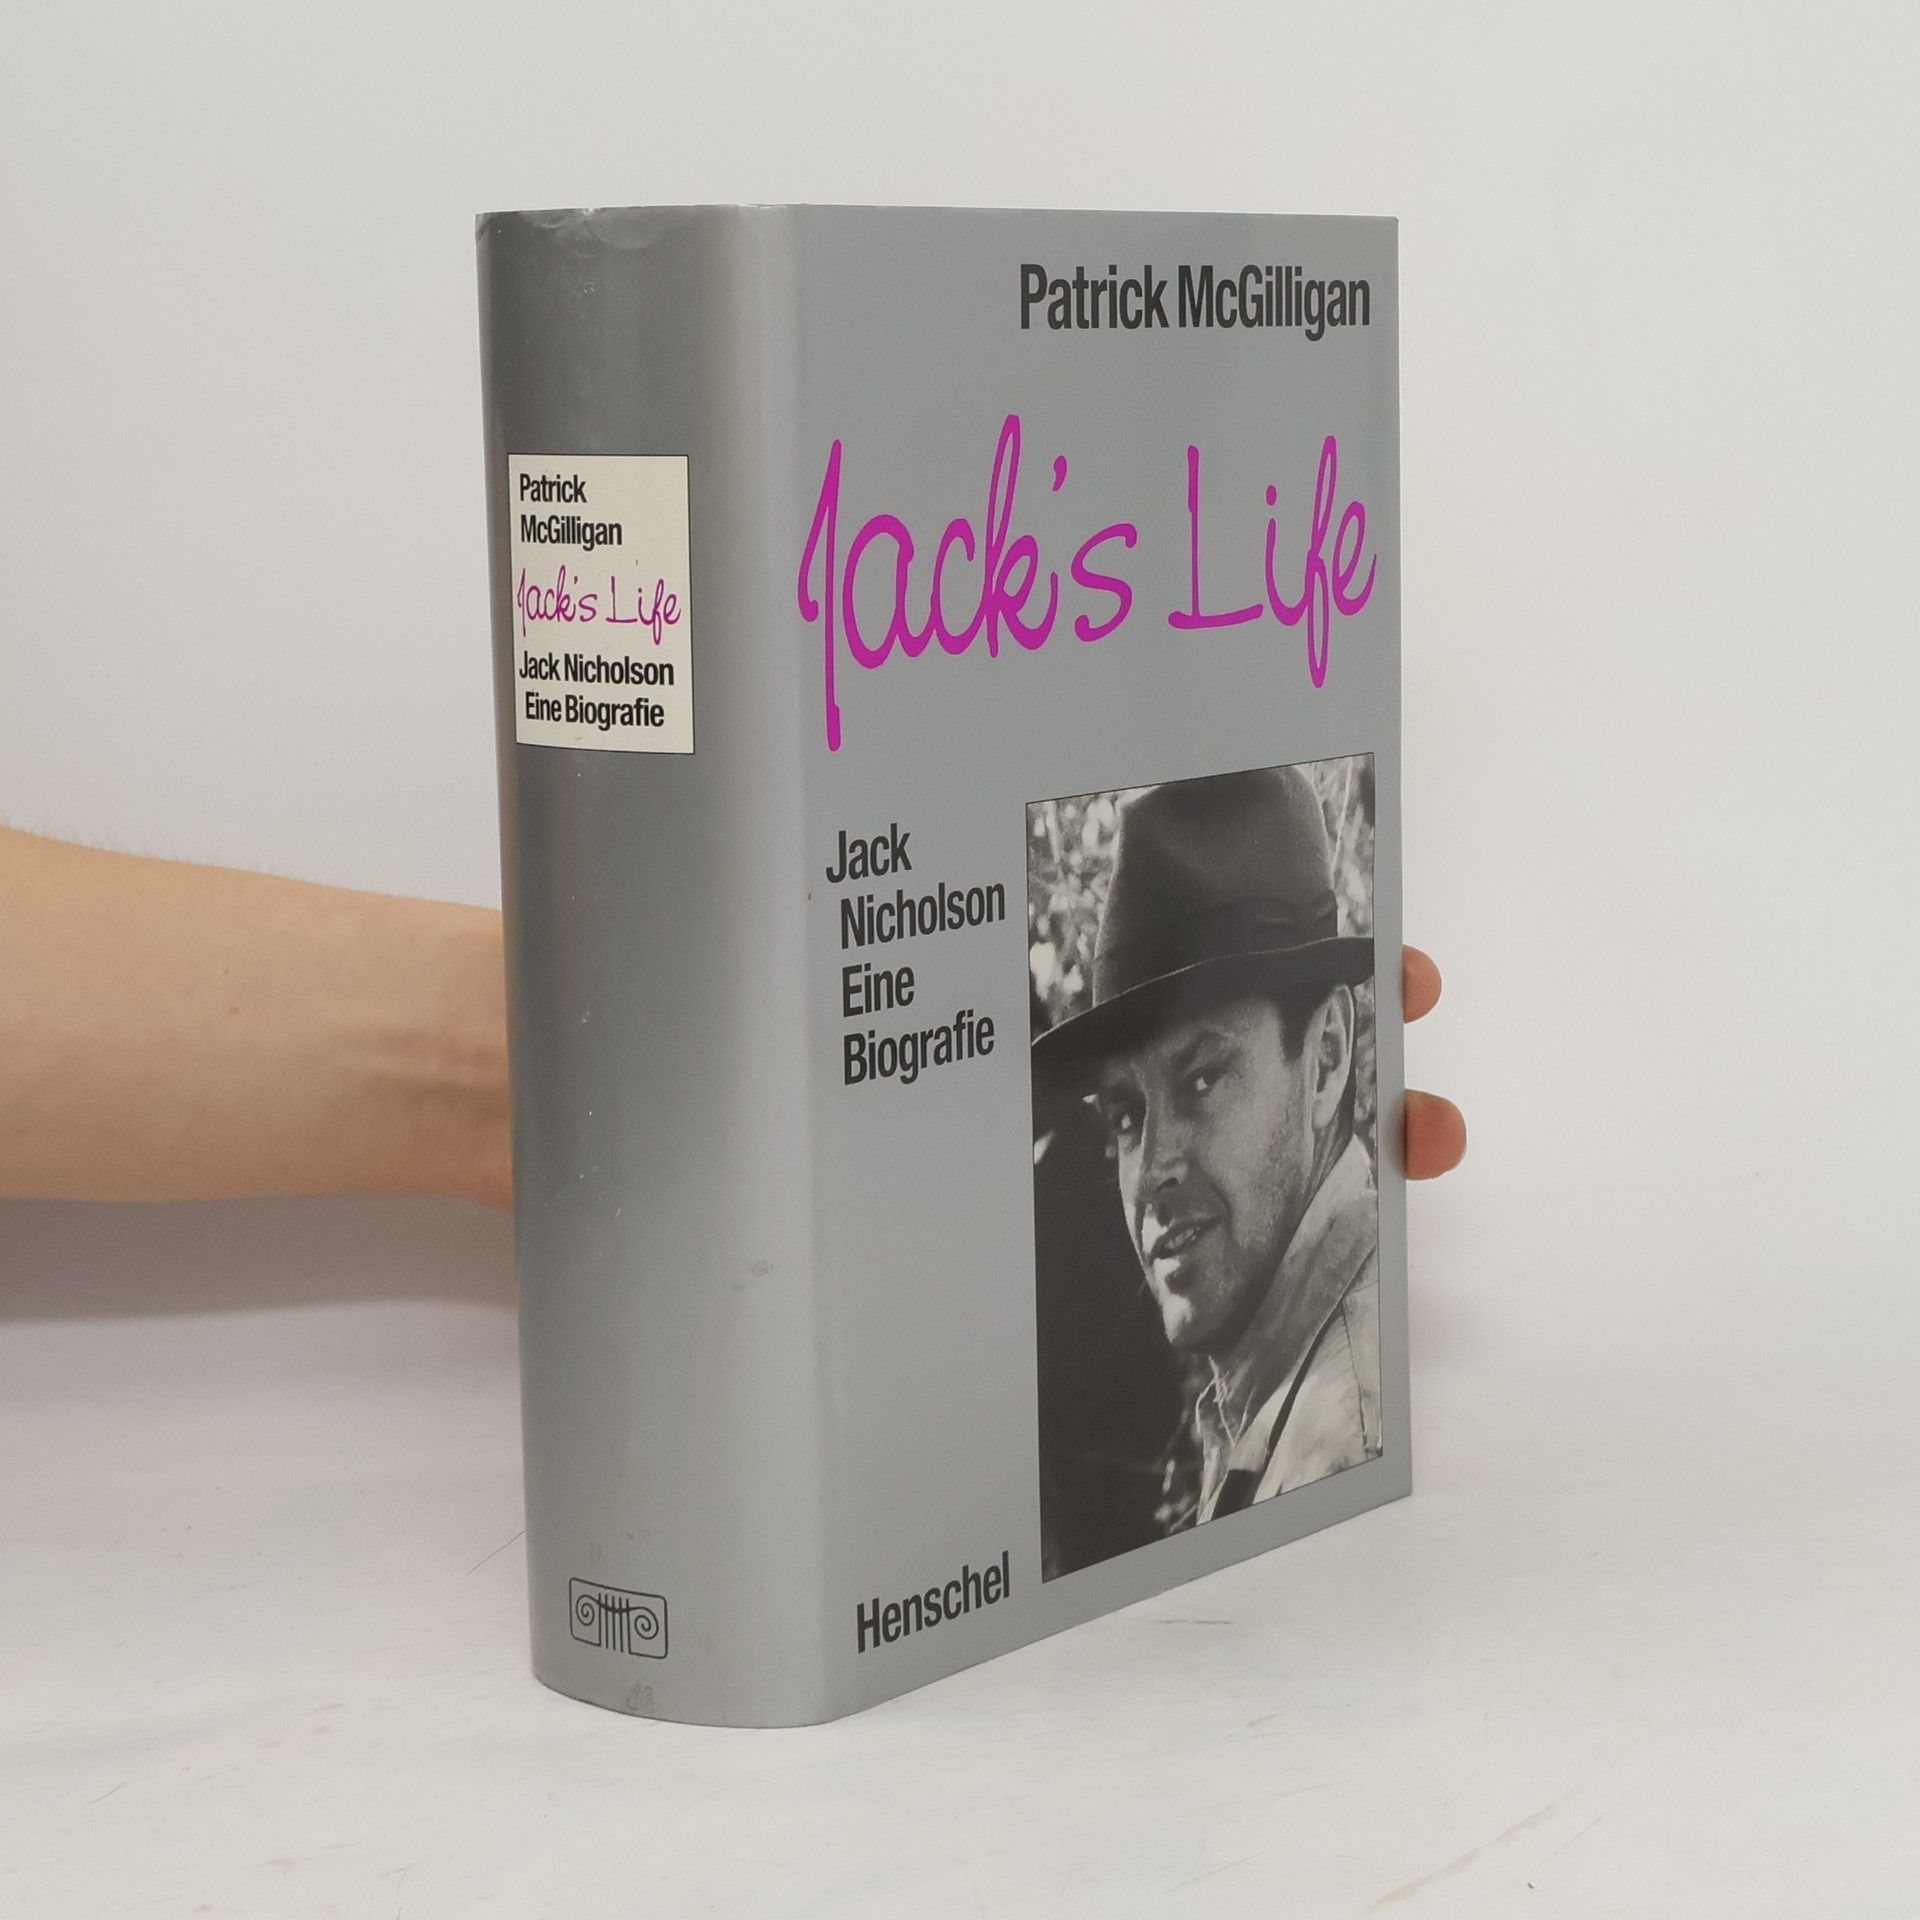 Patrick
McGilligan
Jack's Life
Jack Nicholson
Eine Biografie
Patrick McGilligan
Jack's Life
Jack
Nicholson
Eine
Biografie
Henschel